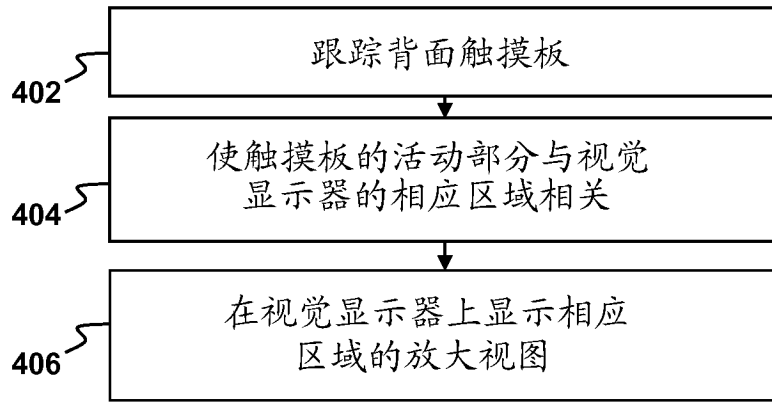 跟踪背面触摸板
402
使触摸板的活动部分与视觉
显示器的相应区域相关
404
在视觉显示器上显示相应
区域的放大视图
406